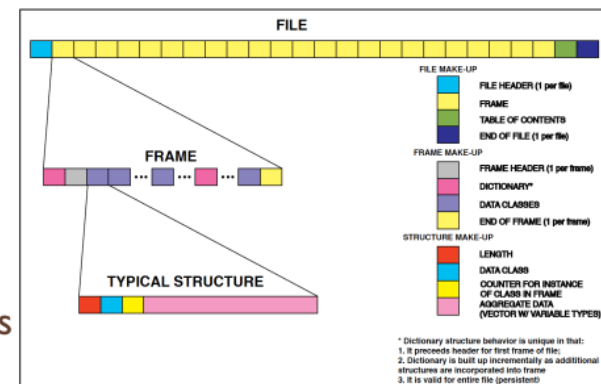 FILE
FILE MAKE-UP
FILE HEADER (1 per file)
FRAME
TABLE OF CONTENTS
END OF FILE (1 per file)
FRAME
FRAME MAKE-UP
FRAME HEADER (1 per frame)
DICTIONARY*
DATA CLASSES
END OF FRAME (1 per frame)
STRUCTURE MAKE-UP
LENGTH
DATA CLASS
COUNTER FOR INSTANCE
OF CLASS IN FRAME
AGGREGATE DATA
(VECTOR W/ VARIABLE TYPES)
TYPICAL STRUCTURE
S
* Dictionary structure behavior is unique in that:
1. It preceeds header for first frame of file;
2. Dictionary is built up incrementally as addititional
structures are incorporated into frame
3. It is valid for entire file (persistent)